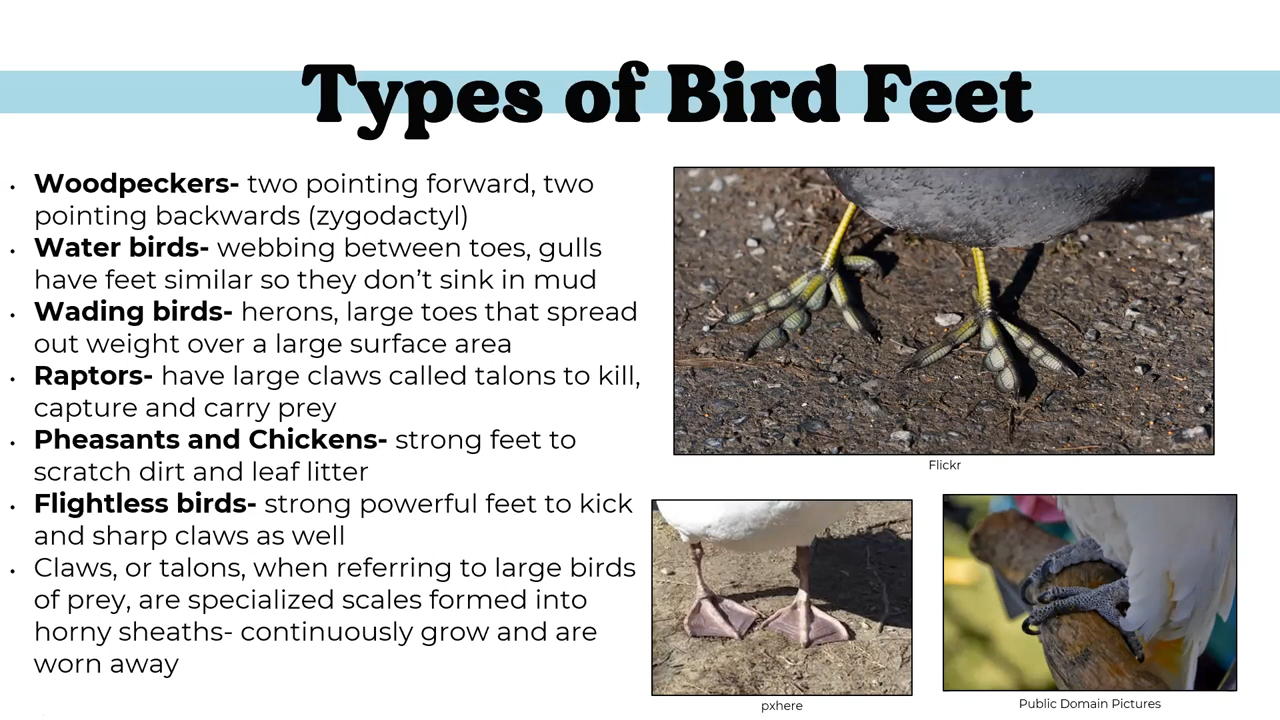 Types of Bird Feet
• Woodpeckers- two pointing forward, two
pointing backwards (zygodactyl)
• Water birds- webbing between toes, gulls
have feet similar so they don’t sink in mud
• Wading birds- herons, large toes that spread
out weight over a large surface area
• Raptors- have large claws called talons to kill,
capture and carry prey
• Pheasants and Chickens- strong feet to
scratch dirt and leaf litter
• Flightless birds- strong powerful feet to kick
and sharp claws as well
• Claws, or talons, when referring to large birds
of prey, are specialized scales formed into
horny sheaths- continuously grow and are
worn away
Flickr
pxhere
Public Domain Pictures